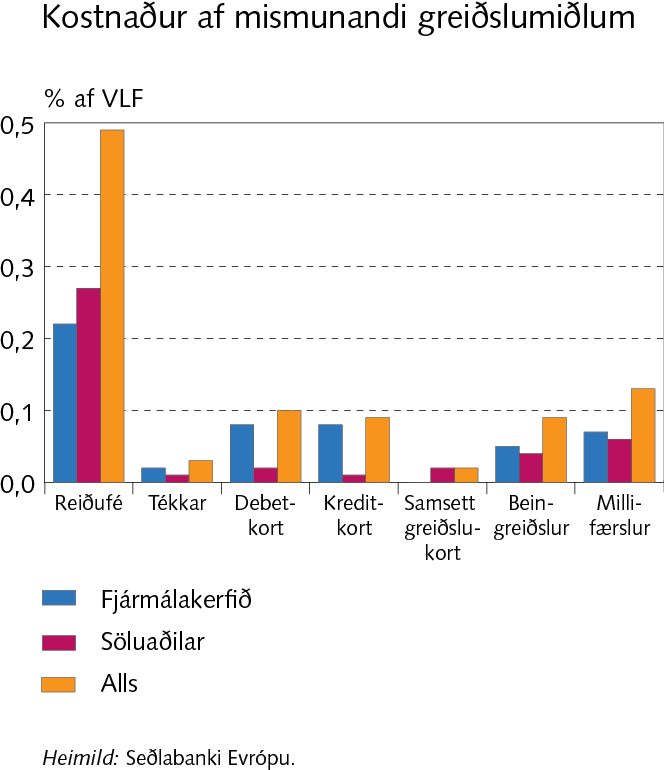 Kostnaður af mismunandi greiðslumiðlum
% af VLF
0,5
0,4
0,3
0,2
0,1
0,0
Reiðufé
Tékkar
Debet-
kort
Kredit-
kort
Samsett
greiðslu-
kort
Bein-
greiðslur
Milli-
færslur
Fjármálakerfið
Söluaðilar
Alls
Heimild: Seðlabanki Evrópu.